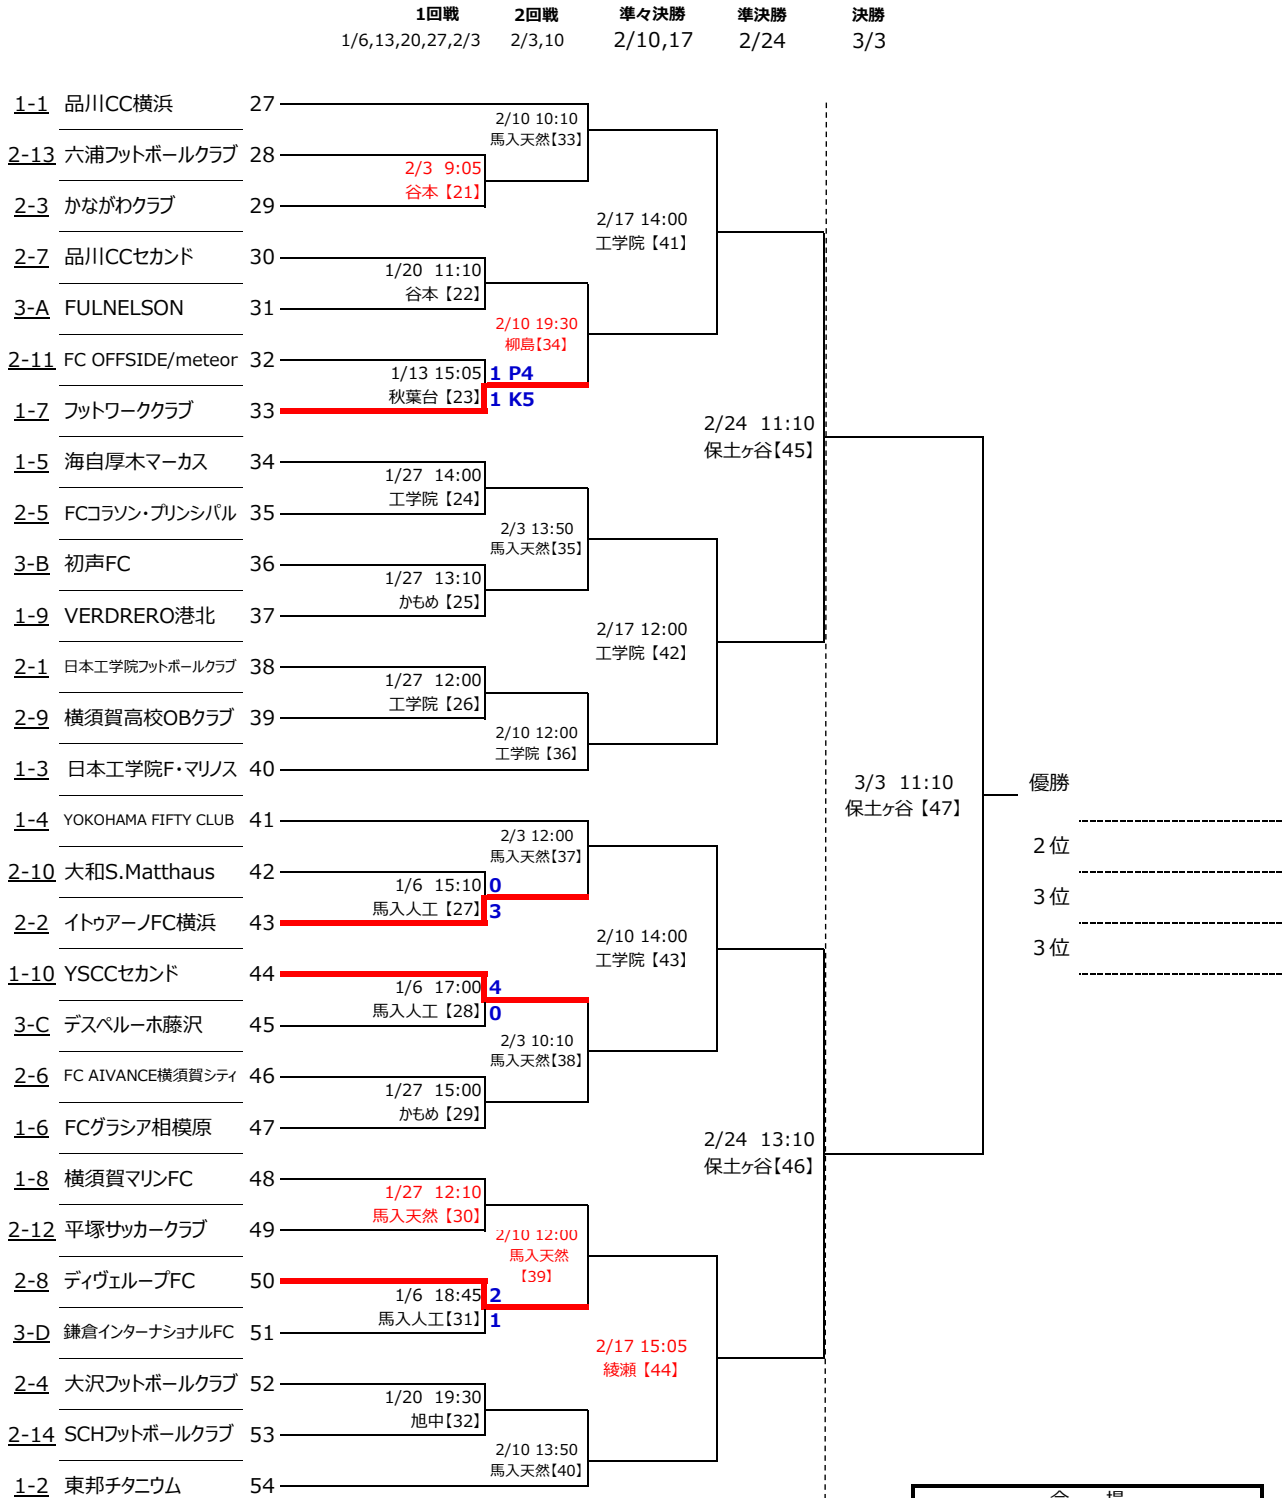 1回戦 2回戦 準々決勝 準決勝 決勝
1/6,13,20,27,2/3 2/3,10 2/10,17 2/24 3/3
1-1 品川CC横浜 27
2/10 10:10
馬入天然【33】
2-13 六浦フットボールクラブ 28
2/3 9:05
谷本【21】
2-3 かながわクラブ 29
2/17 14:00
工学院【41】
2-7 品川CCセカンド 30
1/20 11:10
谷本【22】
3-A FULNELSON 31
2/10 19:30
柳島【34】
2-11 FC OFFSIDE/meteor 32
1/13 15:05 1 P4
秋葉台【23】 1 K5
1-7 フットワーククラブ 33
2/24 11:10
保土ヶ谷【45】
1-5 海自厚木マーカス 34
1/27 14:00
工学院【24】
2-5 FCコラソン・プリンシパル 35
2/3 13:50
馬入天然【35】
3-B 初声FC 36
1/27 13:10
かもめ【25】
1-9 VERDRERO港北 37
2/17 12:00
工学院【42】
2-1 日本工学院フットボールクラブ 38
1/27 12:00
工学院【26】
2-9 横須賀高校OBクラブ 39
2/10 12:00
工学院【36】
1-3 日本工学院F・マリノス 40
3/3 11:10
保土ヶ谷【47】
優勝
1-4 YOKOHAMA FIFTY CLUB 41
2/3 12:00
馬入天然【37】
2位
2-10 大和S.Matthaus 42
1/6 15:10 0
馬入人工【27】 3
3位
2-2 イトゥアーノFC横浜 43
2/10 14:00
工学院【43】
3位
1-10 YSCCセカンド 44
1/6 17:00 4
馬入人工【28】 0
3-C デスペルーホ藤沢 45
2/3 10:10
馬入天然【38】
2-6 FC AIVANCE横須賀シティ 46
1/27 15:00
かもめ【29】
1-6 FCグラシア相模原 47
2/24 13:10
保土ヶ谷【46】
1-8 横須賀マリンFC 48
1/27 12:10
馬入天然【30】
2-12 平塚サッカークラブ 49
2/10 12:00
馬入天然
【39】
2-8 ディヴェループFC 50
1/6 18:45 2
馬入人工【31】 1
3-D 鎌倉インターナショナルFC 51
2/17 15:05
綾瀬【44】
2-4 大沢フットボールクラブ 52
1/20 19:30
旭中【32】
2-14 SCHフットボールクラブ 53
2/10 13:50
馬入天然【40】
1-2 東邦チタニウム 54
会 場